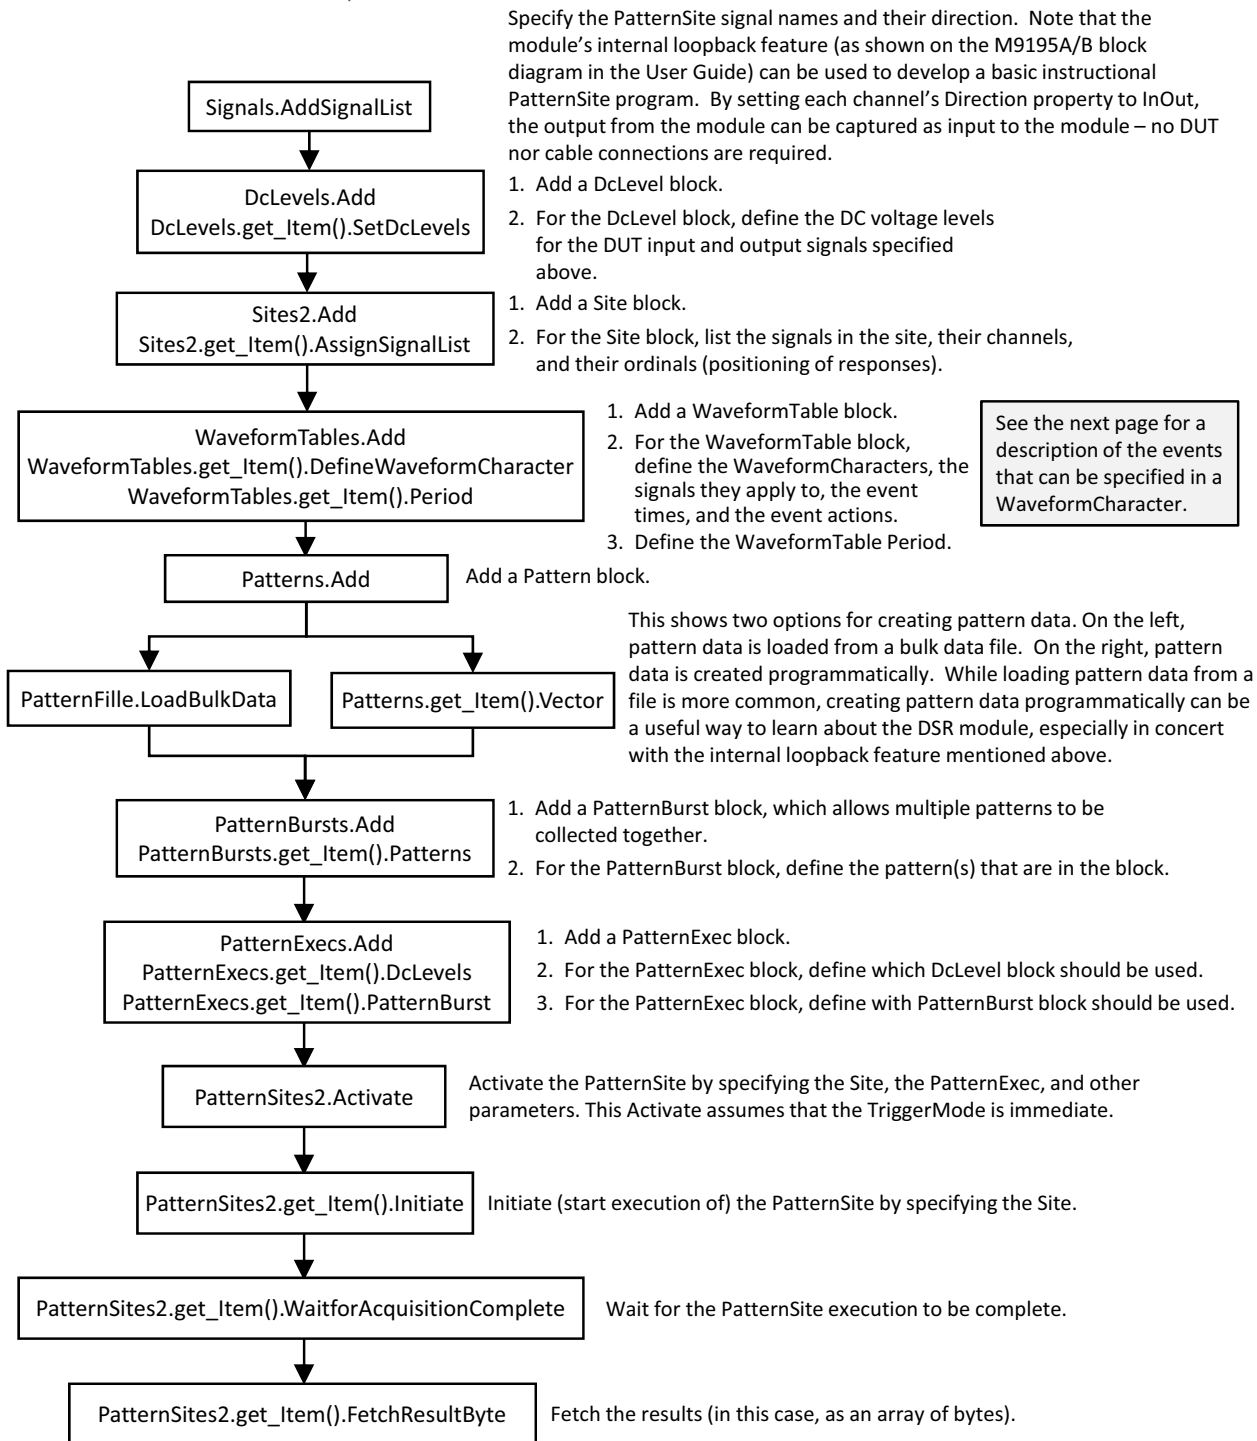 Specify the PatternSite signal names and their direction.  Note that the
module's internal loopback feature (as shown on the M9195A/B block
diagram in the User Guide) can be used to develop a basic instructional
PatternSite program.  By setting each channel's Direction property to InOut,
the output from the module can be captured as input to the module – no DUT
nor cable connections are required.
Signals.AddSignalList
DcLevels.Add
DcLevels.get_Item().SetDcLevels
1. Add a DcLevel block.
2. For the DcLevel block, define the DC voltage levels
for the DUT input and output signals specified
above.
Sites2.Add
Sites2.get_Item().AssignSignalList
1. Add a Site block.
2. For the Site block, list the signals in the site, their channels,
and their ordinals (positioning of responses).
WaveformTables.Add
WaveformTables.get_Item().DefineWaveformCharacter
WaveformTables.get_Item().Period
1. Add a WaveformTable block.
2. For the WaveformTable block,
define the WaveformCharacters, the
signals they apply to, the event
times, and the event actions.
3. Define the WaveformTable Period.
See the next page for a
description of the events
that can be specified in a
WaveformCharacter.
Patterns.Add
Add a Pattern block.
This shows two options for creating pattern data. On the left,
pattern data is loaded from a bulk data file.  On the right, pattern
data is created programmatically.  While loading pattern data from a
file is more common, creating pattern data programmatically can be
a useful way to learn about the DSR module, especially in concert
with the internal loopback feature mentioned above.
PatternFille.LoadBulkData
Patterns.get_Item().Vector
PatternBursts.Add
PatternBursts.get_Item().Patterns
1. Add a PatternBurst block, which allows multiple patterns to be
collected together.
2. For the PatternBurst block, define the pattern(s) that are in the block.
PatternExecs.Add
PatternExecs.get_Item().DcLevels
PatternExecs.get_Item().PatternBurst
1. Add a PatternExec block.
2. For the PatternExec block, define which DcLevel block should be used.
3. For the PatternExec block, define with PatternBurst block should be used.
PatternSites2.Activate
Activate the PatternSite by specifying the Site, the PatternExec, and other
parameters. This Activate assumes that the TriggerMode is immediate.
PatternSites2.get_Item().Initiate
Initiate (start execution of) the PatternSite by specifying the Site.
PatternSites2.get_Item().WaitforAcquisitionComplete
Wait for the PatternSite execution to be complete.
PatternSites2.get_Item().FetchResultByte
Fetch the results (in this case, as an array of bytes).